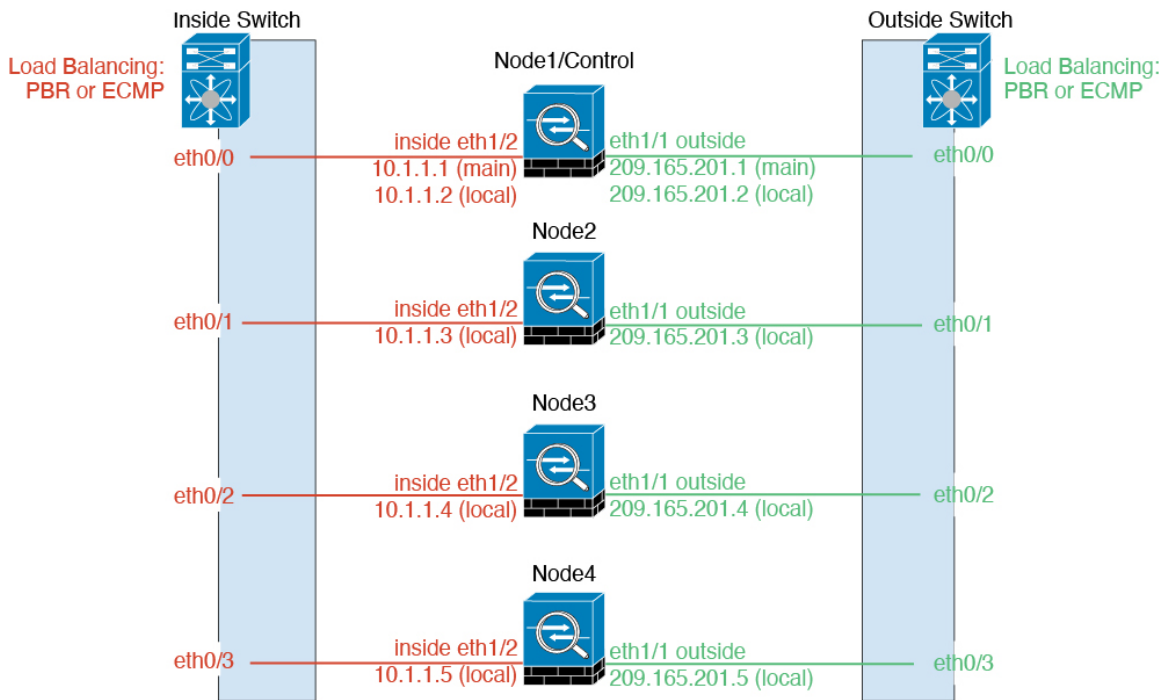 Inside Switch
Outside Switch
Load Balancing:
PBR or ECMP
Node1/Control
Load Balancing:
PBR or ECMP
eth0/0
inside eth1/2
10.1.1.1 (main)
10.1.1.2 (local)
eth1/1 outside
209.165.201.1 (main)
209.165.201.2 (local)
eth0/0
Node2
eth0/1
inside eth1/2
10.1.1.3 (local)
eth1/1 outside
209.165.201.3 (local)
eth0/1
Node3
eth0/2
inside eth1/2
10.1.1.4 (local)
eth1/1 outside
209.165.201.4 (local)
eth0/2
Node4
eth0/3
inside eth1/2
10.1.1.5 (local)
eth1/1 outside
209.165.201.5 (local)
eth0/3